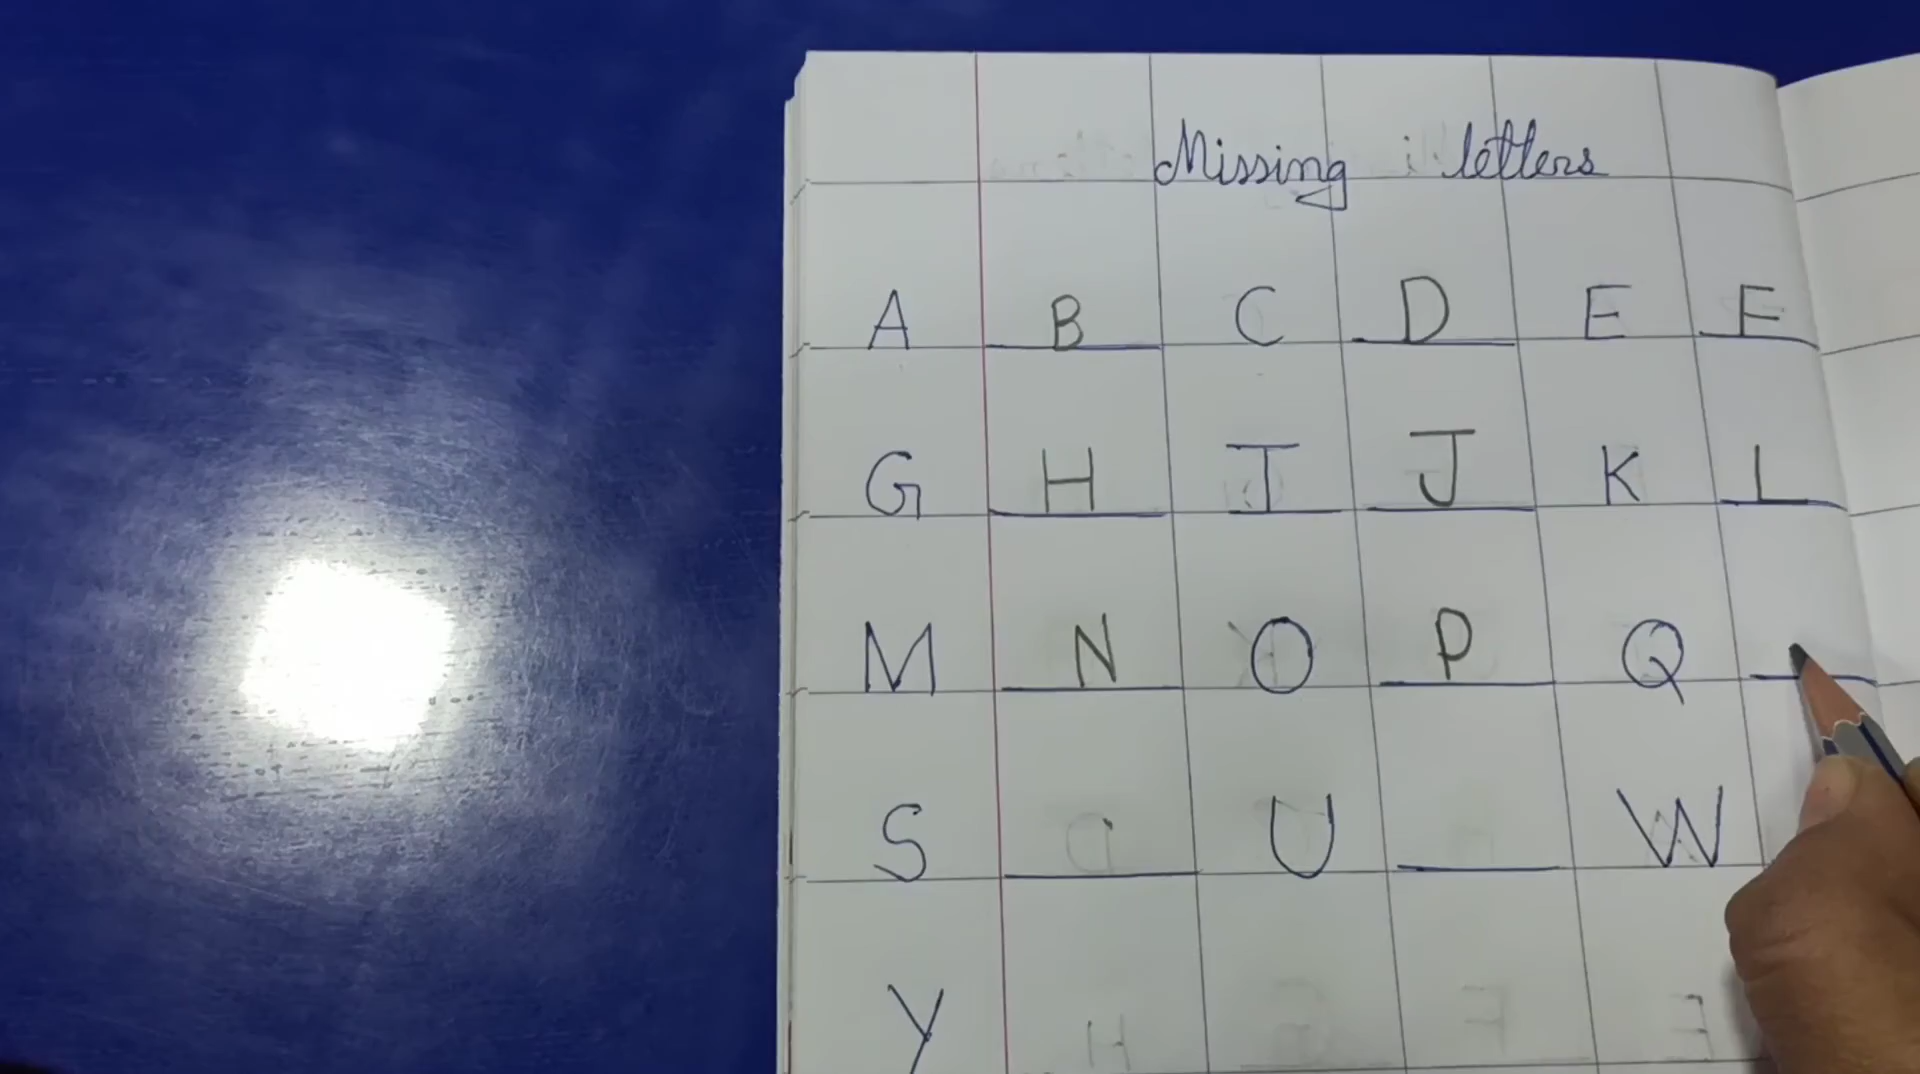 Missing letters
A B C D E F
G H I J K L
M N O P Q
S U W
Y